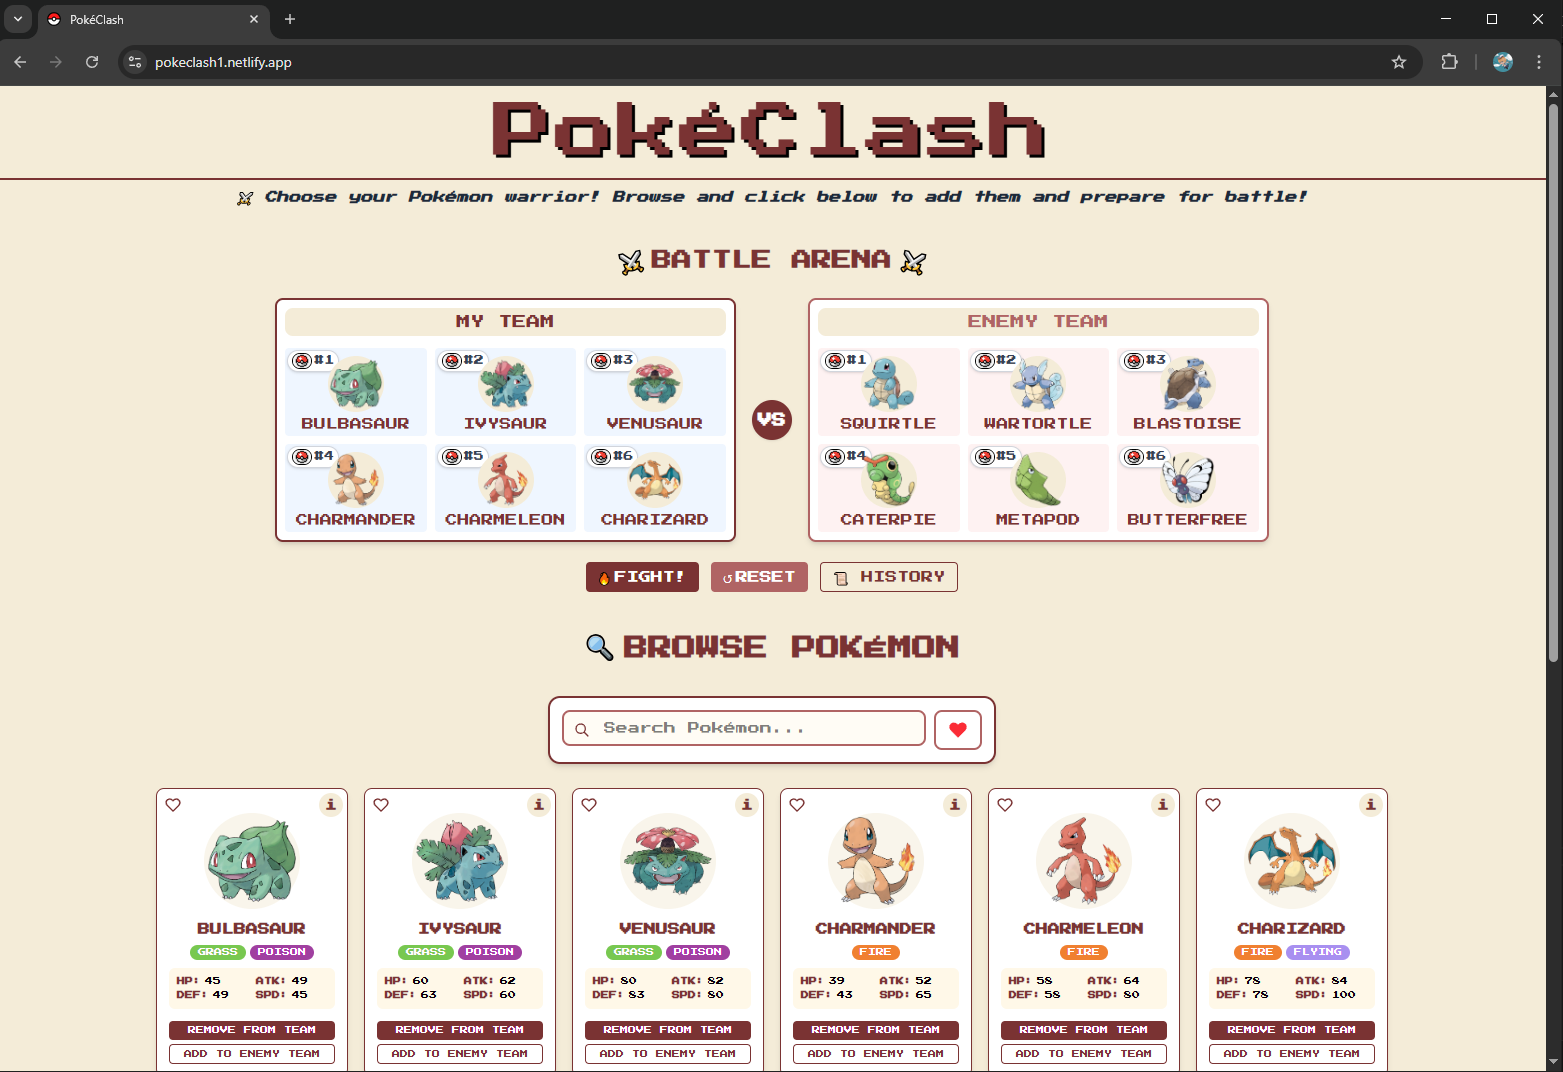 PokéClash
pokeclash1.netlify.app
PokéClash
Choose your Pokémon warrior! Browse and click below to add them and prepare for battle!
BATTLE ARENA
MY TEAM
#1 #2 #3
BULBASAUR IVYSAUR VENUSAUR
#4 #5 #6
CHARMANDER CHARMELEON CHARIZARD
VS
ENEMY TEAM
#1 #2 #3
SQUIRTLE WARTORTLE BLASTOISE
#4 #5 #6
CATERPIE METAPOD BUTTERFREE
FIGHT! RESET HISTORY
BROWSE POKéMON
Search Pokémon...
i i i i i i
BULBASAUR IVYSAUR VENUSAUR CHARMANDER CHARMELEON CHARIZARD
GRASS POISON GRASS POISON GRASS POISON FIRE FIRE FIRE FLYING
HP: 45 ATK: 49 HP: 60 ATK: 62 HP: 80 ATK: 82 HP: 39 ATK: 52 HP: 58 ATK: 64 HP: 78 ATK: 84
DEF: 49 SPD: 45 DEF: 63 SPD: 60 DEF: 83 SPD: 80 DEF: 43 SPD: 65 DEF: 58 SPD: 80 DEF: 78 SPD: 100
REMOVE FROM TEAM REMOVE FROM TEAM REMOVE FROM TEAM REMOVE FROM TEAM REMOVE FROM TEAM REMOVE FROM TEAM
ADD TO ENEMY TEAM ADD TO ENEMY TEAM ADD TO ENEMY TEAM ADD TO ENEMY TEAM ADD TO ENEMY TEAM ADD TO ENEMY TEAM